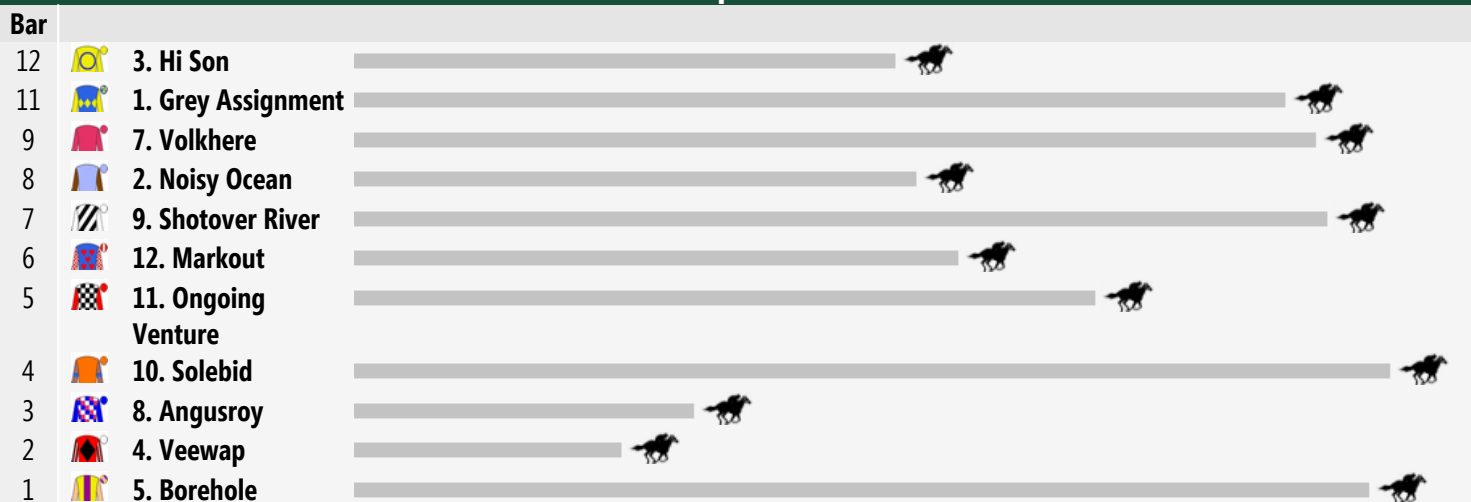 Bar
12 3. Hi Son
11 1. Grey Assignment
9 7. Volkhere
8 2. Noisy Ocean
7 9. Shotover River
6 12. Markout
5 11. Ongoing
Venture
4 10. Solebid
3 8. Angusroy
2 4. Veewap
1 5. Borehole